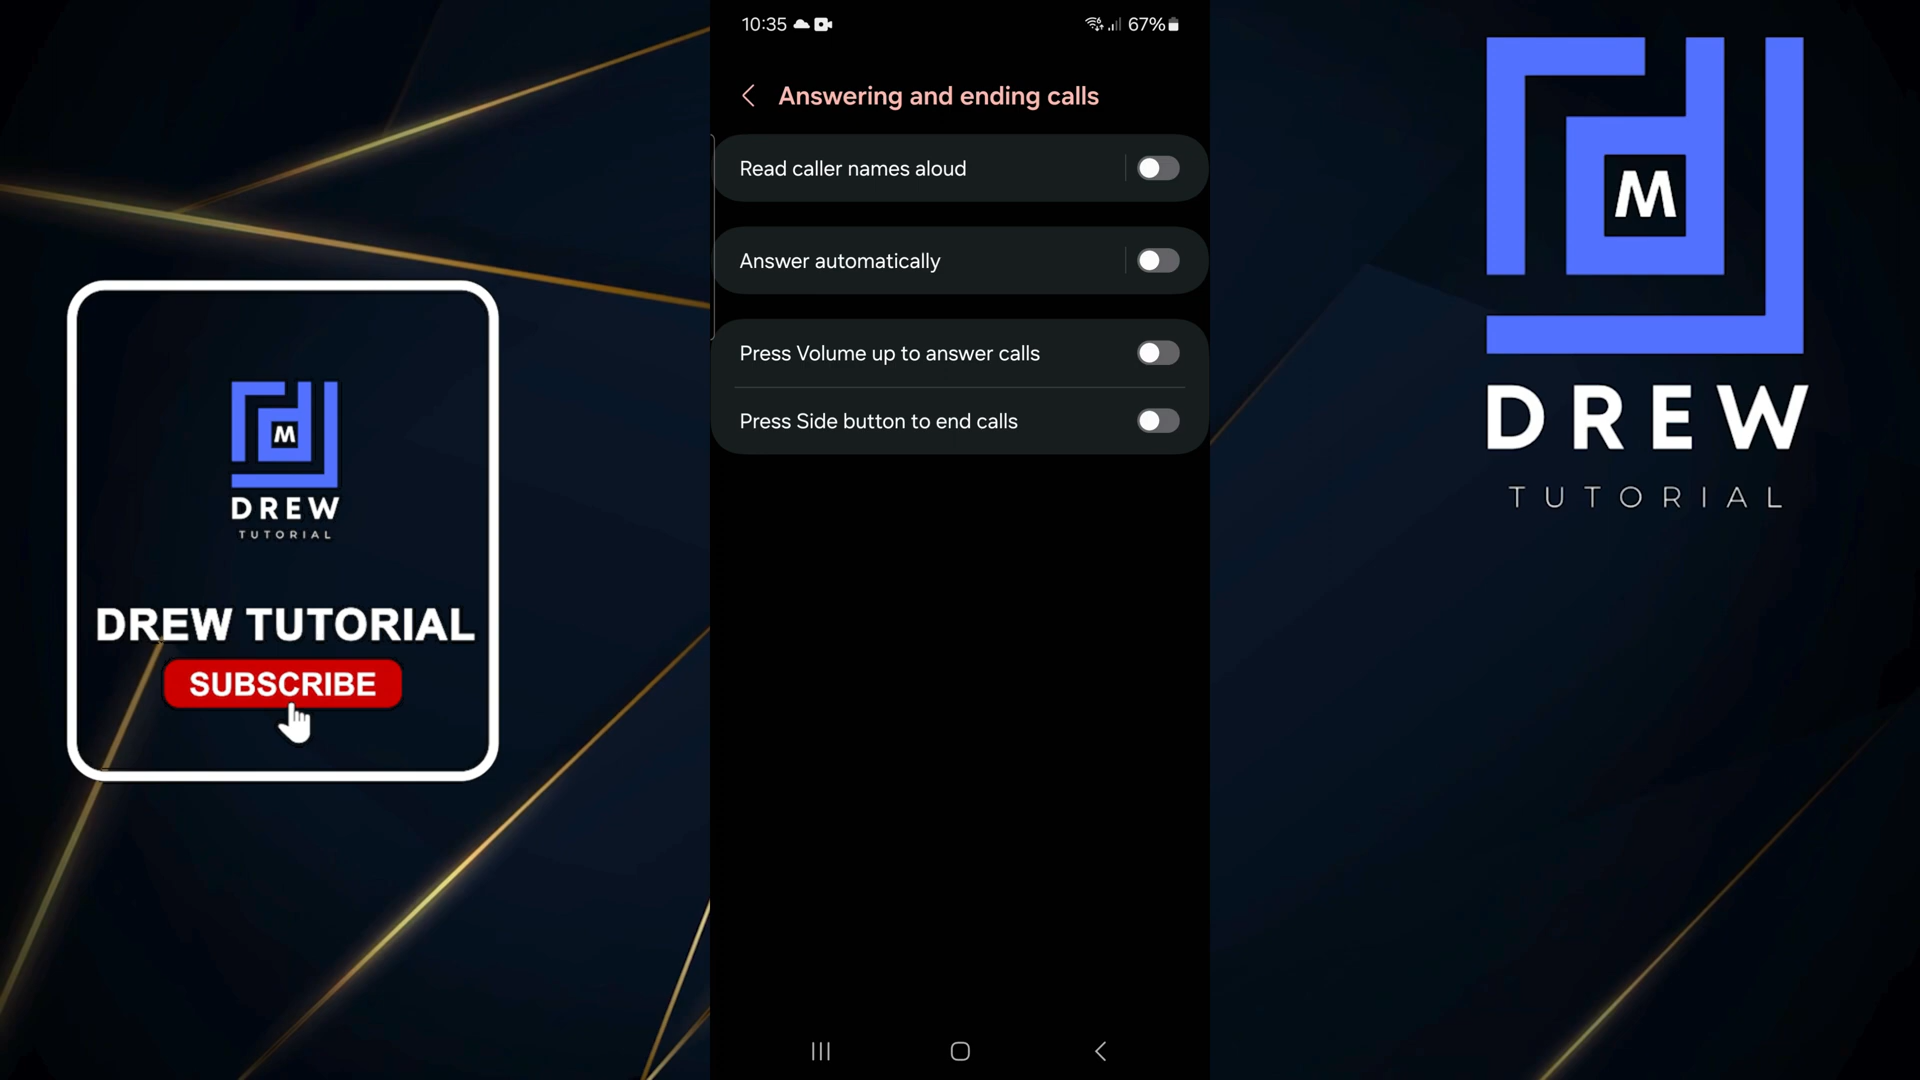 10:35
67%
Answering and ending calls
Read caller names aloud
Answer automatically
Press Volume up to answer calls
Press Side button to end calls
M
DREW
TUTORIAL
DREW TUTORIAL
SUBSCRIBE
M
DREW
TUTORIAL